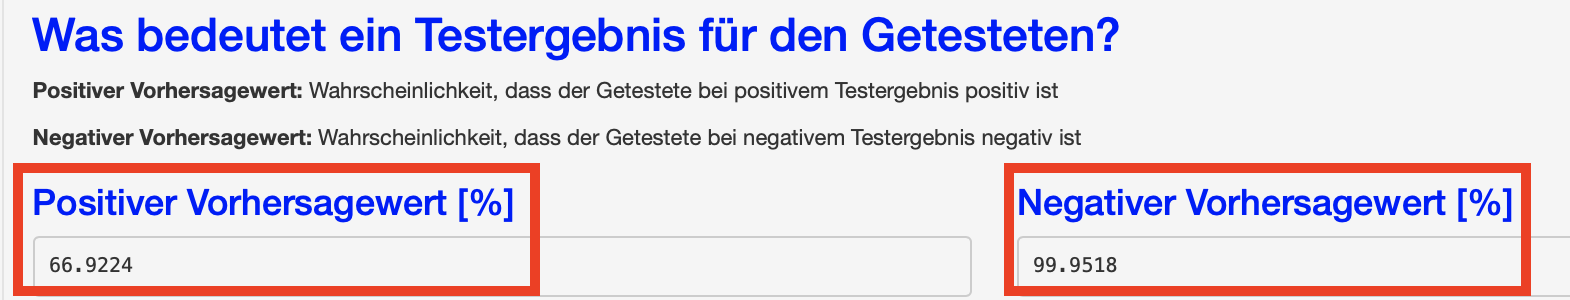 Was bedeutet ein Testergebnis für den Getesteten?
Positiver Vorhersagewert: Wahrscheinlichkeit, dass der Getestete bei positivem Testergebnis positiv ist
Negativer Vorhersagewert: Wahrscheinlichkeit, dass der Getestete bei negativem Testergebnis negativ ist
Positiver Vorhersagewert [%]
66.9224
Negativer Vorhersagewert [%]
99.9518